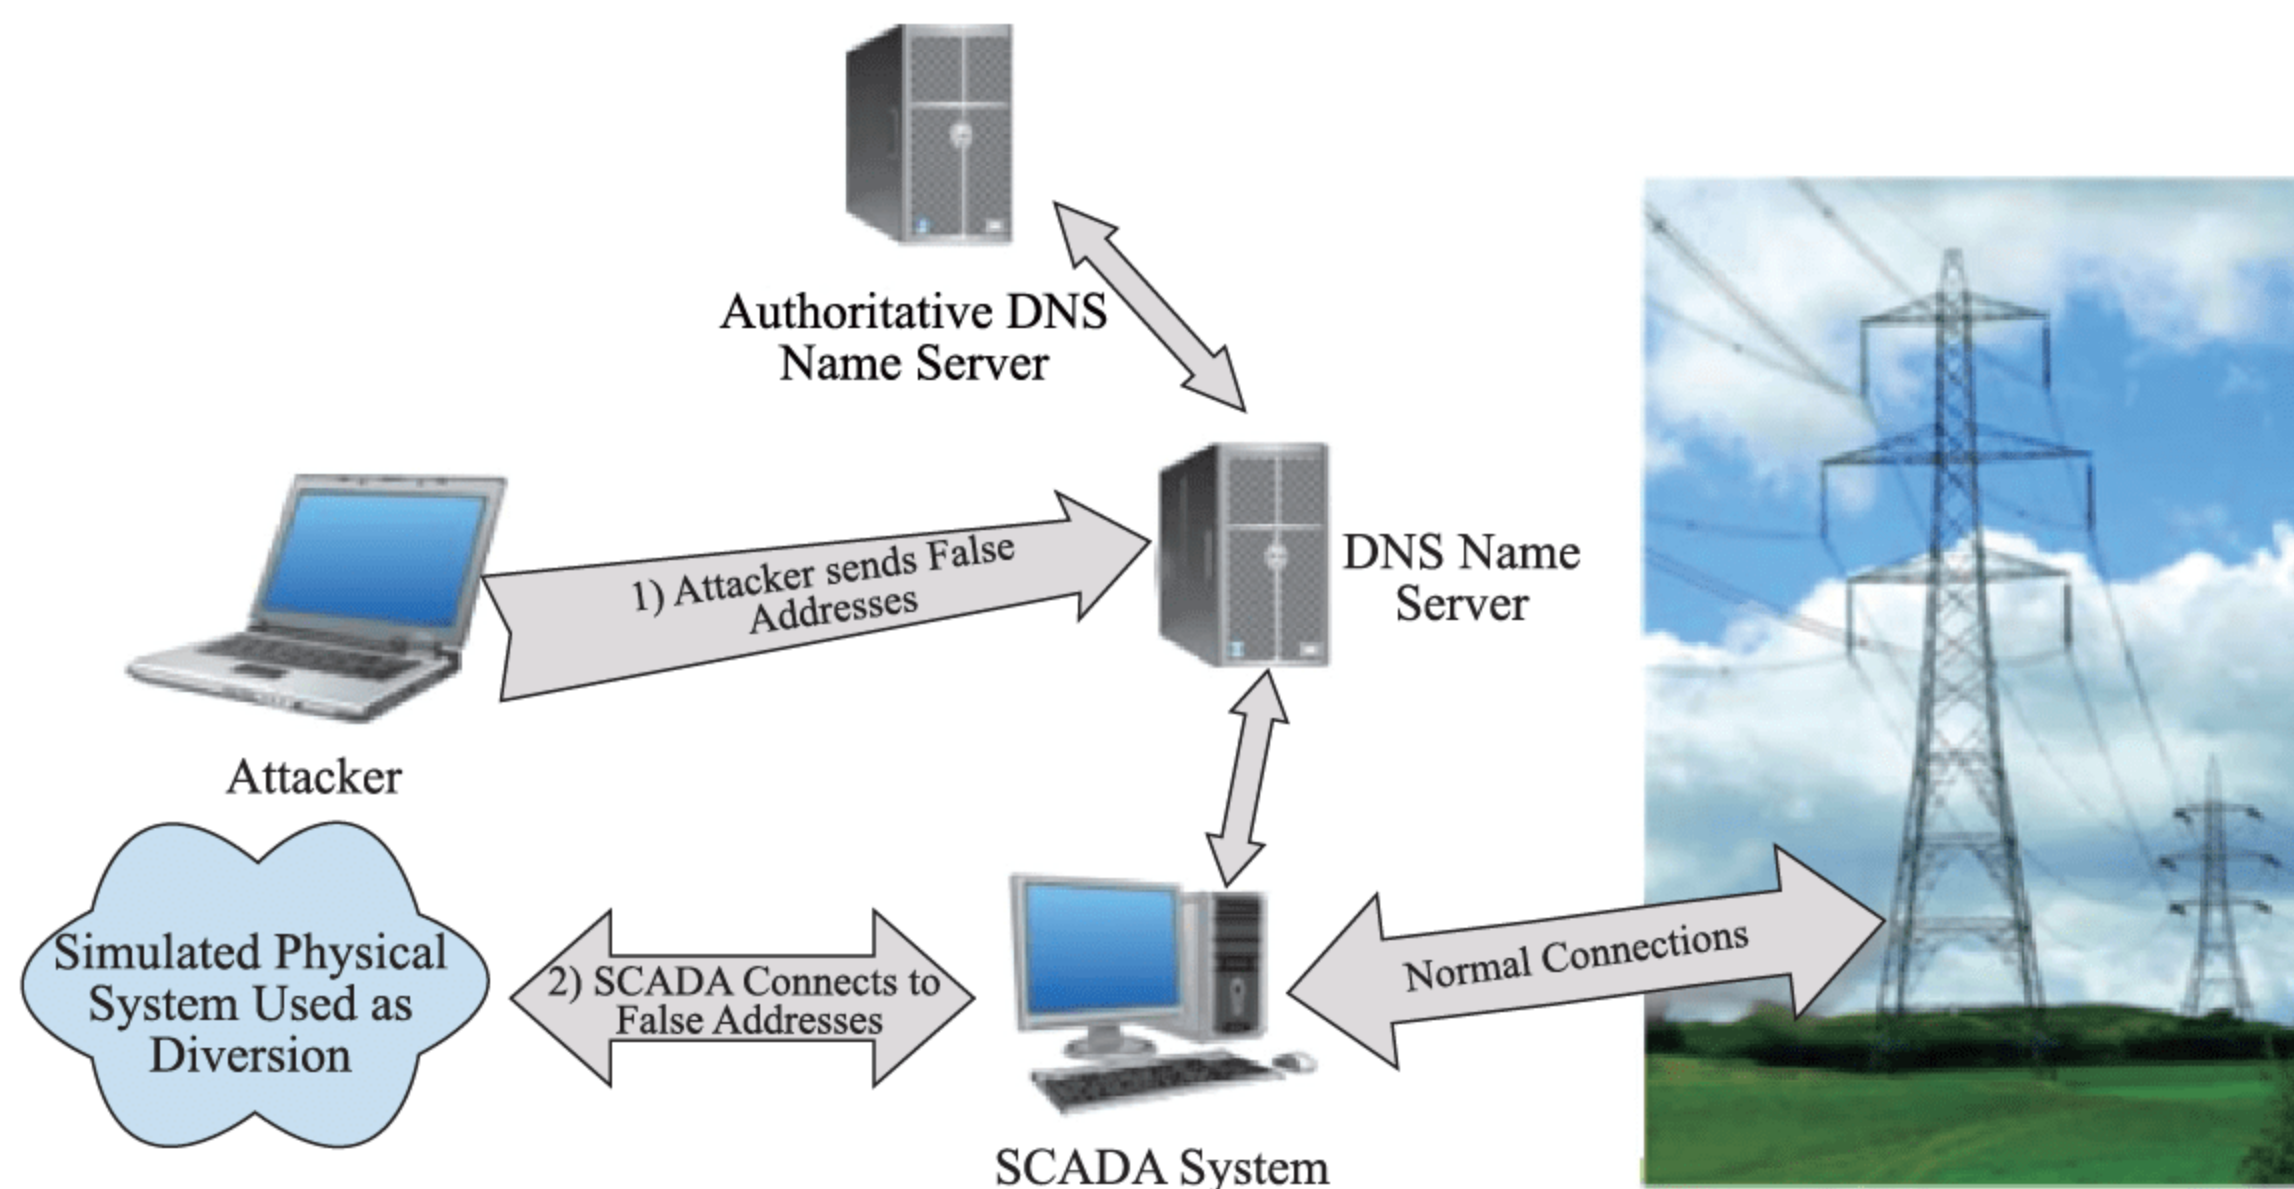 Authoritative DNS
Name Server
1) Attacker sends False
Addresses
DNS Name
Server
Attacker
Simulated Physical
System Used as
Diversion
2) SCADA Connects to
False Addresses
Normal Connections
SCADA System